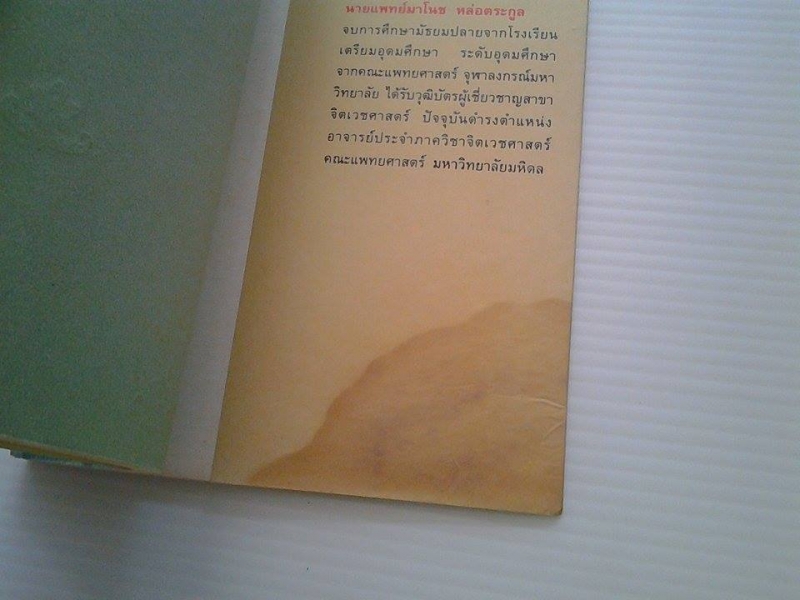 นายแพทย์มาโนช หล่อตระกูล
จบการศึกษามัธยมปลายจากโรงเรียน
เตรียมอุดมศึกษา ระดับอุดมศึกษา
จากคณะแพทยศาสตร์ จุฬาลงกรณ์มหา
วิทยาลัย ได้รับวุฒิบัตรผู้เชี่ยวชาญสาขา
จิตเวชศาสตร์ ปัจจุบันดำรงตำแหน่ง
อาจารย์ประจำภาควิชาจิตเวชศาสตร์
คณะแพทยศาสตร์ มหาวิทยาลัยมหิดล